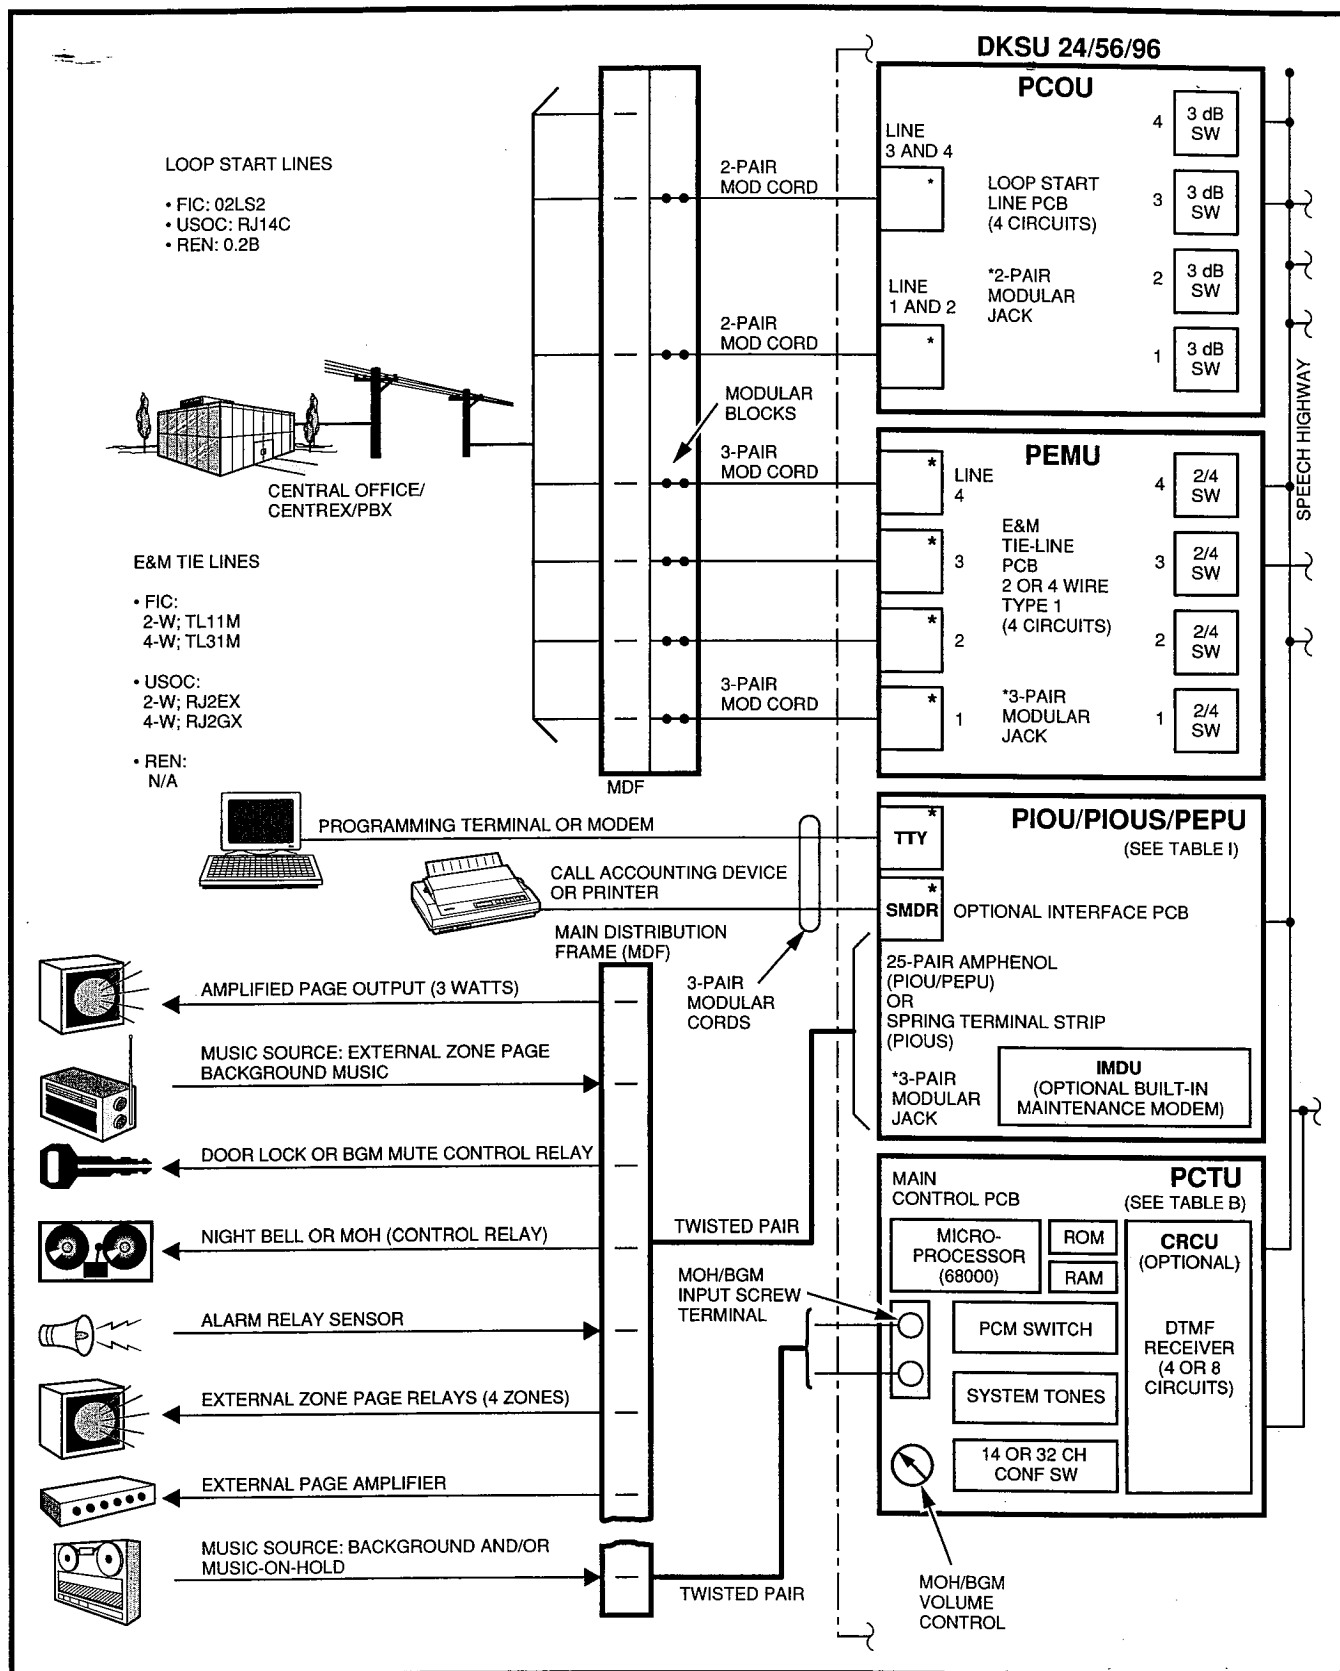 DKSU 24/56/96
LOOP START LINES
• FIC: 02LS2
• USOC: RJ14C
• REN: 0.2B
CENTRAL OFFICE/
CENTREX/PBX
E&M TIE LINES
• FIC:
2-W; TL11M
4-W; TL31M
• USOC:
2-W; RJ2EX
4-W; RJ2GX
• REN:
N/A
2-PAIR
MOD CORD
2-PAIR
MOD CORD
MODULAR
BLOCKS
3-PAIR
MOD CORD
3-PAIR
MOD CORD
MDF
PCOU
LINE
3 AND 4
*
LOOP START
LINE PCB
(4 CIRCUITS)
LINE
1 AND 2
*
*2-PAIR
MODULAR
JACK
4
3 dB
SW
3
3 dB
SW
2
3 dB
SW
1
3 dB
SW
SPEECH HIGHWAY
PEMU
*
LINE
4
*
3
*
2
*
1
E&M
TIE-LINE
PCB
2 OR 4 WIRE
TYPE 1
(4 CIRCUITS)
*3-PAIR
MODULAR
JACK
4
2/4
SW
3
2/4
SW
2
2/4
SW
1
2/4
SW
PROGRAMMING TERMINAL OR MODEM
CALL ACCOUNTING DEVICE
OR PRINTER
3-PAIR
MODULAR
CORDS
PIOU/PIOUS/PEPU
(SEE TABLE I)
*
TTY
*
SMDR
OPTIONAL INTERFACE PCB
25-PAIR AMPHENOL
(PIOU/PEPU)
OR
SPRING TERMINAL STRIP
(PIOUS)
*3-PAIR
MODULAR
JACK
IMDU
(OPTIONAL BUILT-IN
MAINTENANCE MODEM)
MAIN DISTRIBUTION
FRAME (MDF)
AMPLIFIED PAGE OUTPUT (3 WATTS)
MUSIC SOURCE: EXTERNAL ZONE PAGE
BACKGROUND MUSIC
DOOR LOCK OR BGM MUTE CONTROL RELAY
NIGHT BELL OR MOH (CONTROL RELAY)
ALARM RELAY SENSOR
EXTERNAL ZONE PAGE RELAYS (4 ZONES)
EXTERNAL PAGE AMPLIFIER
MUSIC SOURCE: BACKGROUND AND/OR
MUSIC-ON-HOLD
TWISTED PAIR
MOH/BGM
INPUT SCREW
TERMINAL
TWISTED PAIR
MAIN
CONTROL PCB
PCTU
(SEE TABLE B)
MICRO-
PROCESSOR
(68000)
ROM
RAM
CRCU
(OPTIONAL)
DTMF
RECEIVER
(4 OR 8
CIRCUITS)
PCM SWITCH
SYSTEM TONES
14 OR 32 CH
CONF SW
MOH/BGM
VOLUME
CONTROL